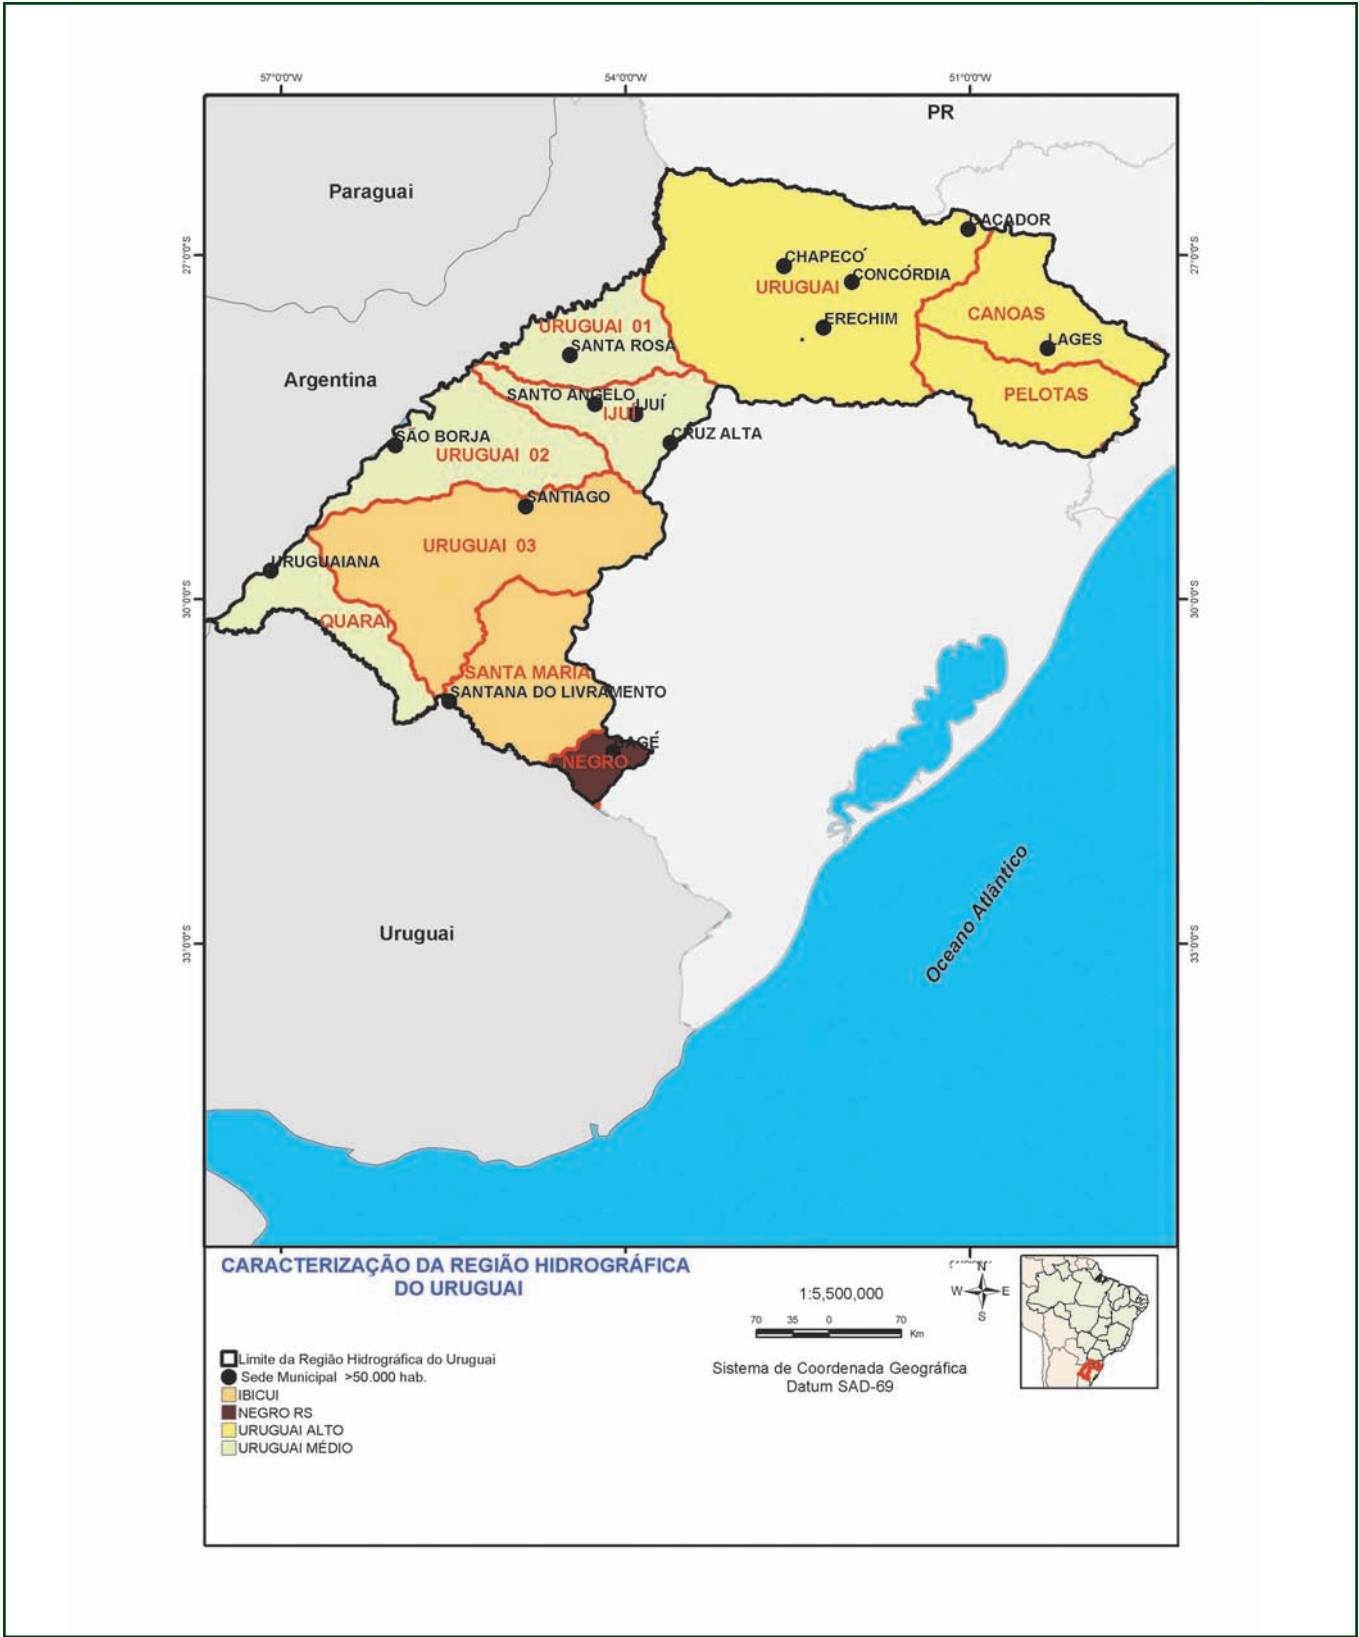 57°0'0"W
54°0'0"W
51°0'0"W
PR
Paraguai
CAÇADOR
27°0'0"S
27°0'0"S
CHAPECÓ
CONCÓRDIA
URUGUAI
CANOAS
ERECHIM
URUGUAI 01
LAGES
SANTA ROSA
Argentina
PELOTAS
SANTO ANGELO
IJUÍ
IJUÍ
CRUZ ALTA
SÃO BORJA
URUGUAI 02
SANTIAGO
URUGUAI 03
URUGUAIANA
30°0'0"S
30°0'0"S
QUARAÍ
SANTA MARIA
SANTANA DO LIVRAMENTO
BAGÉ
NEGRO
Oceano Atlântico
Uruguai
33°0'0"S
33°0'0"S
CARACTERIZAÇÃO DA REGIÃO HIDROGRÁFICA
DO URUGUAI
1:5,500,000
70 35 0 70
Km
N
W E
S
Sistema de Coordenada Geográfica
Datum SAD-69
Limite da Região Hidrográfica do Uruguai
Sede Municipal >50.000 hab.
IBICUI
NEGRO RS
URUGUAI ALTO
URUGUAI MÉDIO